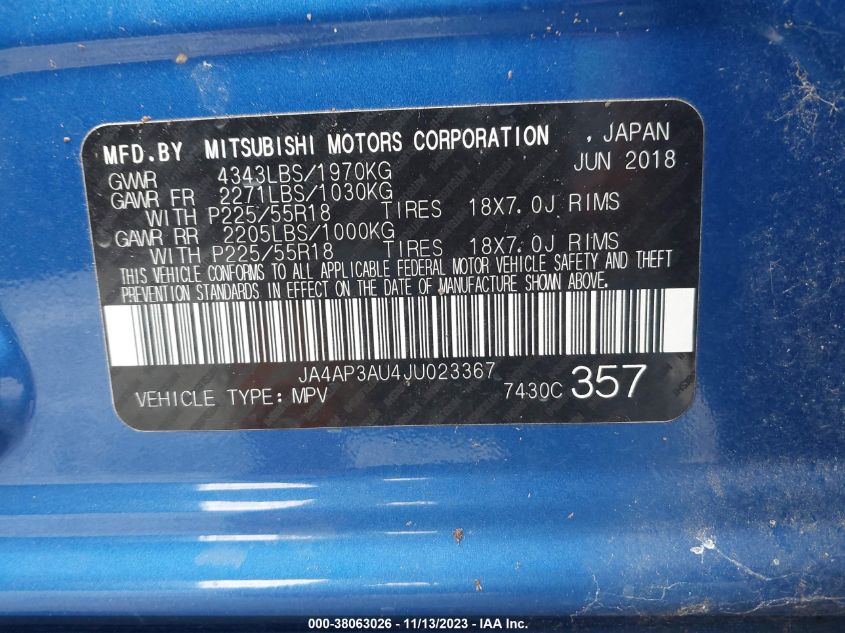 MFD.BY MITSUBISHI MOTORS CORPORATION , JAPAN
JUN 2018
GVWR 4343LBS/1970KG
GAWR FR 2271LBS/1030KG
WITH P225/55R18 TIRES 18X7.0J RIMS
GAWR RR 2205LBS/1000KG
WITH P225/55R18 TIRES 18X7.0J RIMS
THIS VEHICLE CONFORMS TO ALL APPLICABLE FEDERAL MOTOR VEHICLE SAFETY AND THEFT
PREVENTION STANDARDS IN EFFECT ON THE DATE OF MANUFACTURE SHOWN ABOVE.
JA4AP3AU4JU023367
VEHICLE TYPE: MPV 7430C 357
000-38063026 - 11/13/2023 - IAA Inc.